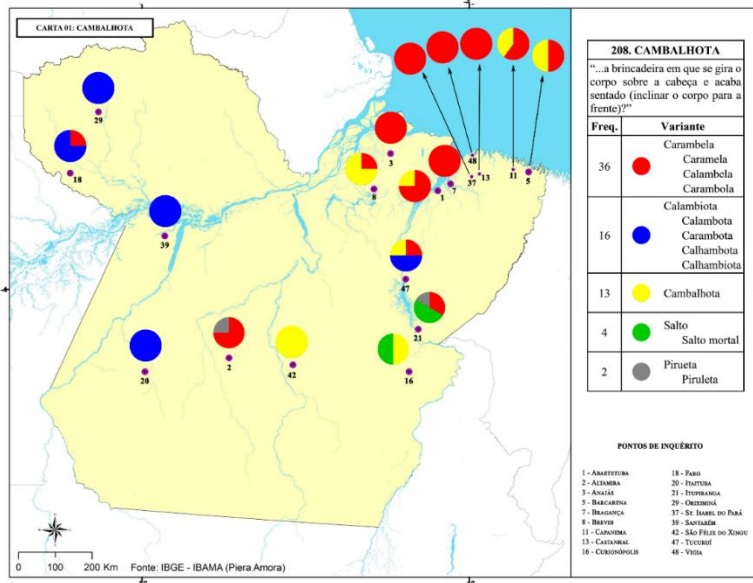 CARTA 01: CAMBALHOTA
29
18
39
3
8
1
7
48
37
13
11
5
47
21
20
2
42
16
0
100
200 Km
Fonte: IBGE - IBAMA (Piera Amora)
208. CAMBALHOTA
“...a brincadeira em que se gira o
corpo sobre a cabeça e acaba
sentado (inclinar o corpo para a
frente)?”
Freq.
Variante
36
Carambela
Caramela
Calambela
Carambola
16
Calambiota
Calambota
Carambota
Calhambota
Calhambiota
13
Cambalhota
4
Salto
Salto mortal
2
Pirueta
Piruleta
PONTOS DE INQUÉRITO
1 - ABAETETUBA
2 - ALTAMIRA
3 - ANAJÁS
5 - BARCARENA
7 - BRAGANÇA
8 - BREVES
11 - CAPANEMA
13 - CASTANHAL
16 - CURIONÓPOLIS
18 - FARO
20 - ITAITUBA
21 - ITUPIRANGA
29 - ORIXIMINÁ
37 - ST. ISABEL DO PARÁ
39 - SANTARÉM
42 - SÃO FÉLIX DO XINGU
47 - TUCURUÍ
48 - VIGIA